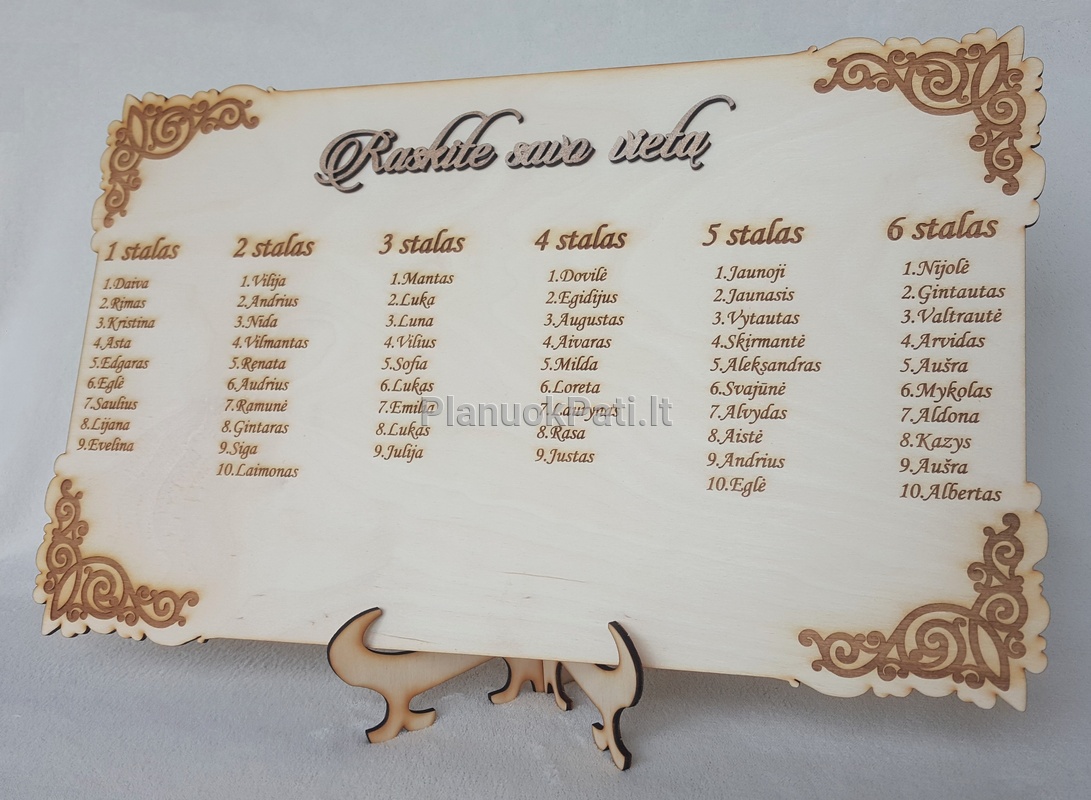 Raskite savo vietą
1 stalas
1.Daiva
2.Rimas
3.Kristina
4.Asta
5.Edgaras
6.Eglė
7.Saulius
8.Lijana
9.Evelina
2 stalas
1.Vilija
2.Andrius
3.Nida
4.Vilmantas
5.Renata
6.Audrius
7.Ramunė
8.Gintaras
9.Siga
10.Laimonas
3 stalas
1.Mantas
2.Luka
3.Luna
4.Vilius
5.Sofia
6.Lukas
7.Emilia
8.Lukas
9.Julija
4 stalas
1.Dovilė
2.Egidijus
3.Augustas
4.Aivaras
5.Milda
6.Loreta
7.Laurynas
8.Rasa
9.Justas
5 stalas
1.Jaunoji
2.Jaunasis
3.Vytautas
4.Skirmantė
5.Aleksandras
6.Svajūnė
7.Alvydas
8.Aistė
9.Andrius
10.Eglė
6 stalas
1.Nijolė
2.Gintautas
3.Valtrautė
4.Arvidas
5.Aušra
6.Mykolas
7.Aldona
8.Kazys
9.Aušra
10.Albertas
PlanuokPati.lt